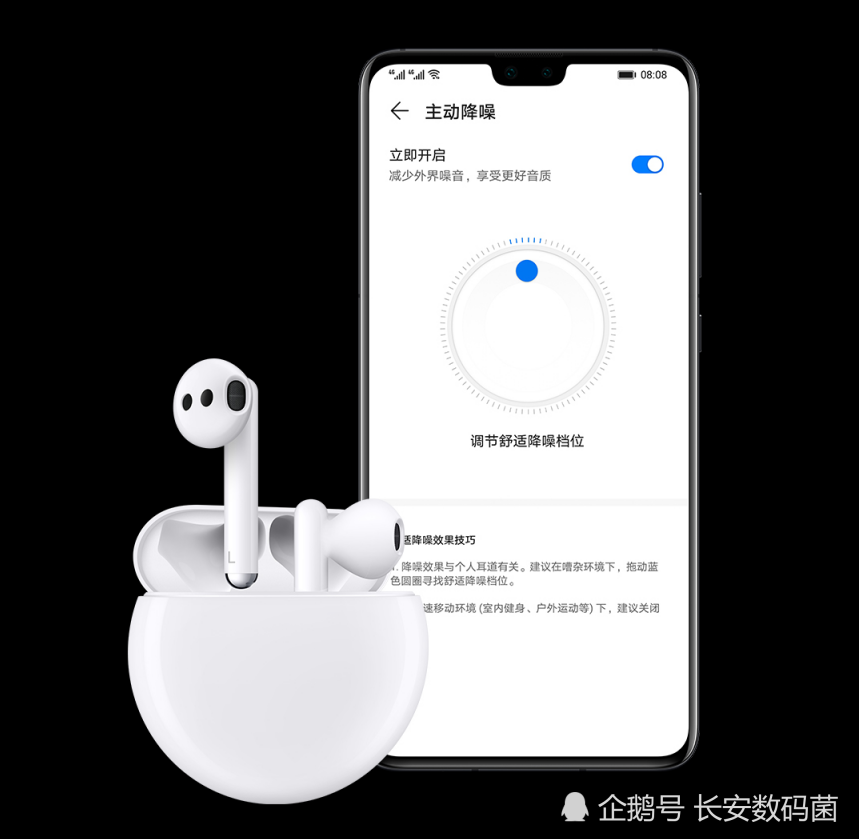 4G 4G 08:08
主动降噪
立即开启
减少外界噪音，享受更好音质
调节舒适降噪档位
适降噪效果技巧
1. 降噪效果与个人耳道有关。建议在嘈杂环境下，拖动蓝
色圆圈寻找舒适降噪档位。
速移动环境 (室内健身、户外运动等) 下，建议关闭
L
企鹅号 长安数码菌